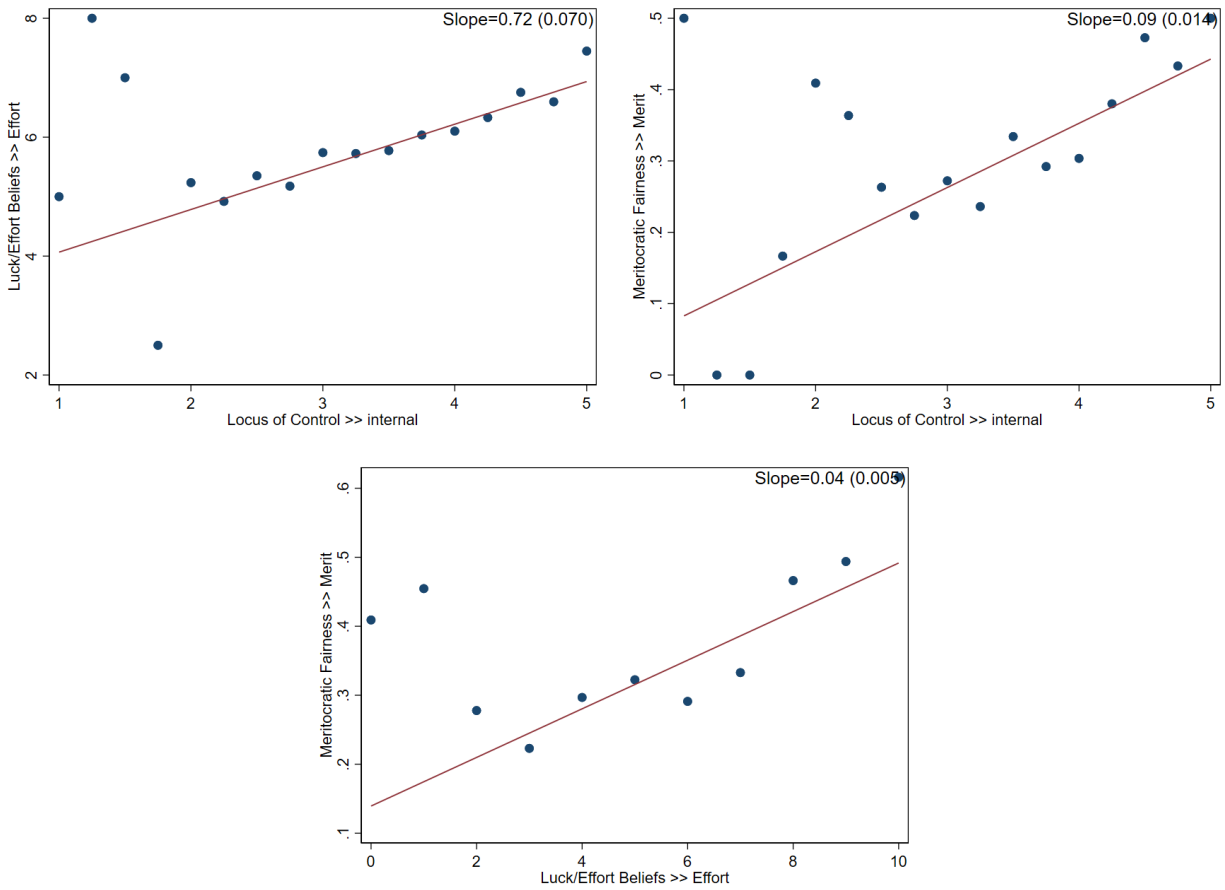 Slope=0.72 (0.070)
Luck/Effort Beliefs >> Effort
8
6
4
2
1 2 3 4 5
Locus of Control >> internal
Slope=0.09 (0.014)
Meritocratic Fairness >> Merit
.5
.4
.3
.2
.1
0
1 2 3 4 5
Locus of Control >> internal
Slope=0.04 (0.005)
Meritocratic Fairness >> Merit
.6
.5
.4
.3
.2
.1
0 2 4 6 8 10
Luck/Effort Beliefs >> Effort